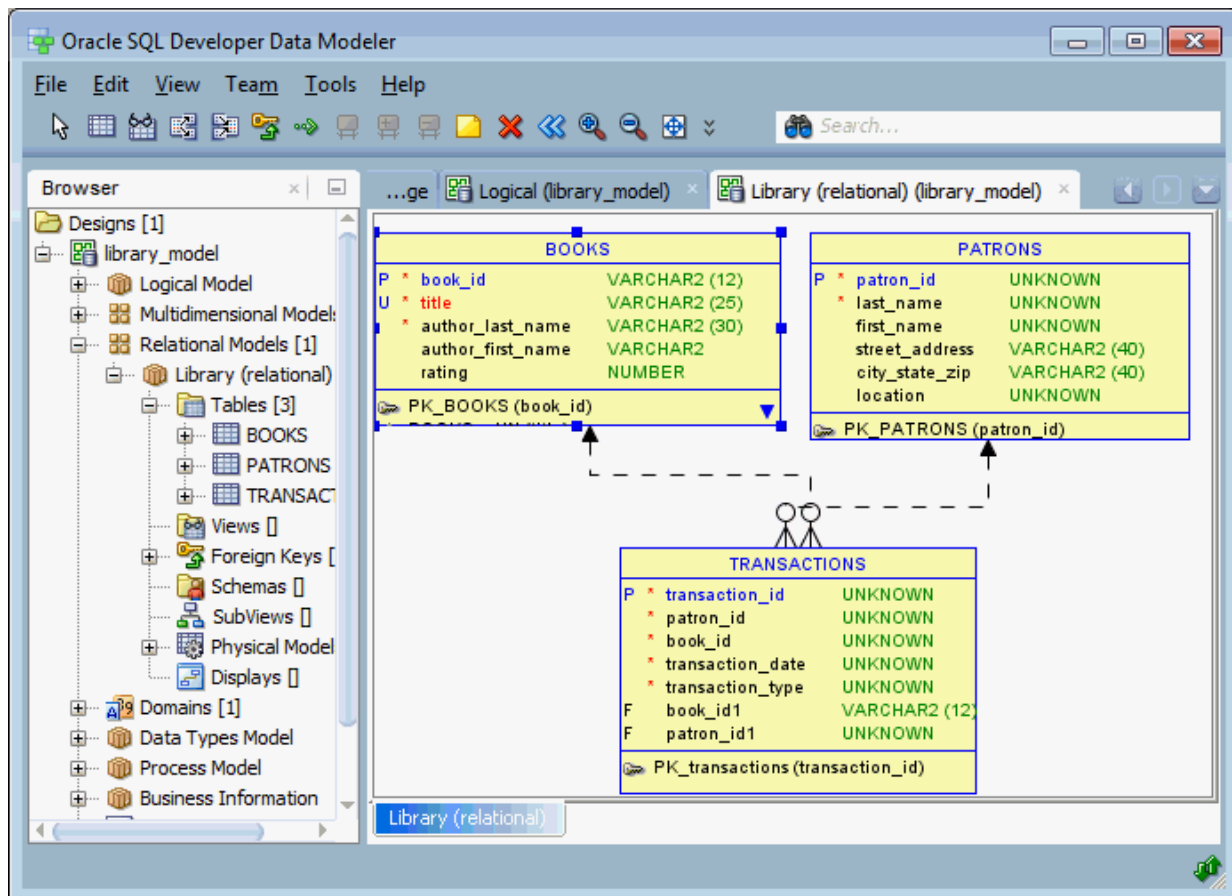 Oracle SQL Developer Data Modeler
File Edit View Team Tools Help
Search...
Browser
Designs [1]
library_model
Logical Model
Multidimensional Model
Relational Models [1]
Library (relational)
Tables [3]
BOOKS
PATRONS
TRANSACT
Views []
Foreign Keys [
Schemas []
SubViews []
Physical Model
Displays []
Domains [1]
Data Types Model
Process Model
Business Information
...ge Logical (library_model) Library (relational) (library_model)
BOOKS
P * book_id VARCHAR2 (12)
U * title VARCHAR2 (25)
* author_last_name VARCHAR2 (30)
author_first_name VARCHAR2
rating NUMBER
PK_BOOKS (book_id)
PATRONS
P * patron_id UNKNOWN
* last_name UNKNOWN
first_name UNKNOWN
street_address VARCHAR2 (40)
city_state_zip VARCHAR2 (40)
location UNKNOWN
PK_PATRONS (patron_id)
TRANSACTIONS
P * transaction_id UNKNOWN
* patron_id UNKNOWN
* book_id UNKNOWN
* transaction_date UNKNOWN
* transaction_type UNKNOWN
F book_id1 VARCHAR2 (12)
F patron_id1 UNKNOWN
PK_transactions (transaction_id)
Library (relational)